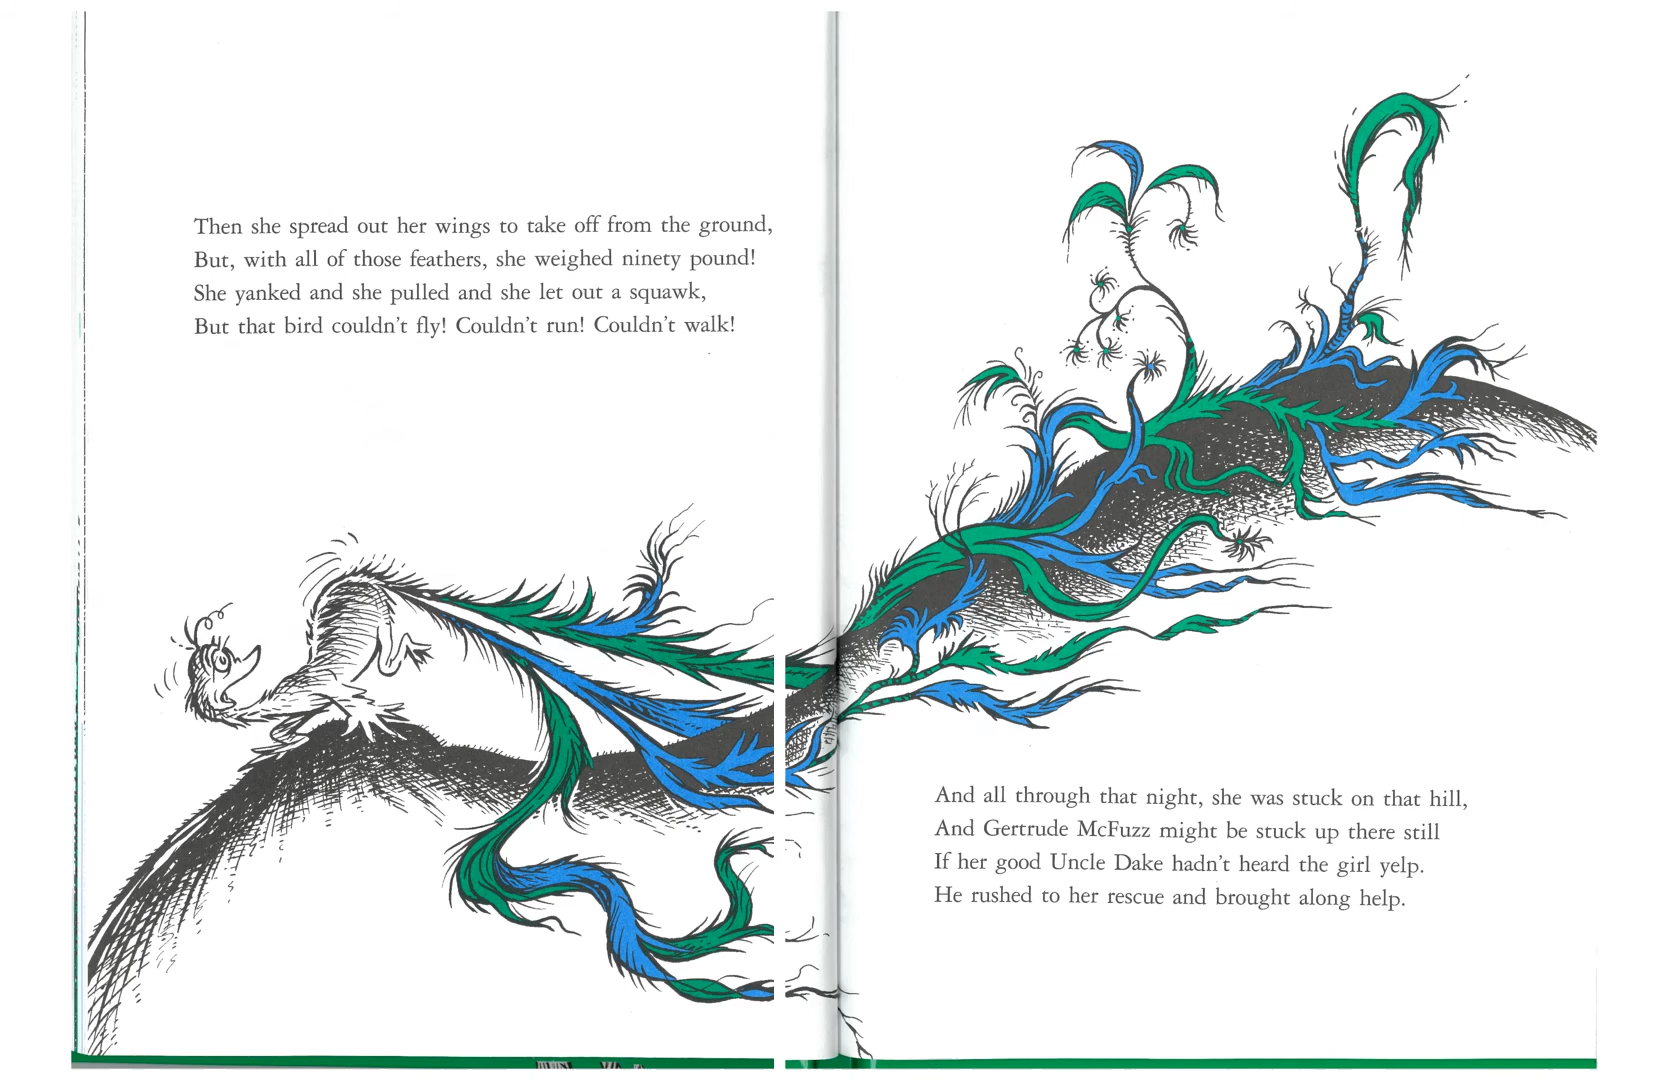 Then she spread out her wings to take off from the ground,
But, with all of those feathers, she weighed ninety pound!
She yanked and she pulled and she let out a squawk,
But that bird couldn't fly! Couldn't run! Couldn't walk!
And all through that night, she was stuck on that hill,
And Gertrude McFuzz might be stuck up there still
If her good Uncle Dake hadn't heard the girl yelp.
He rushed to her rescue and brought along help.